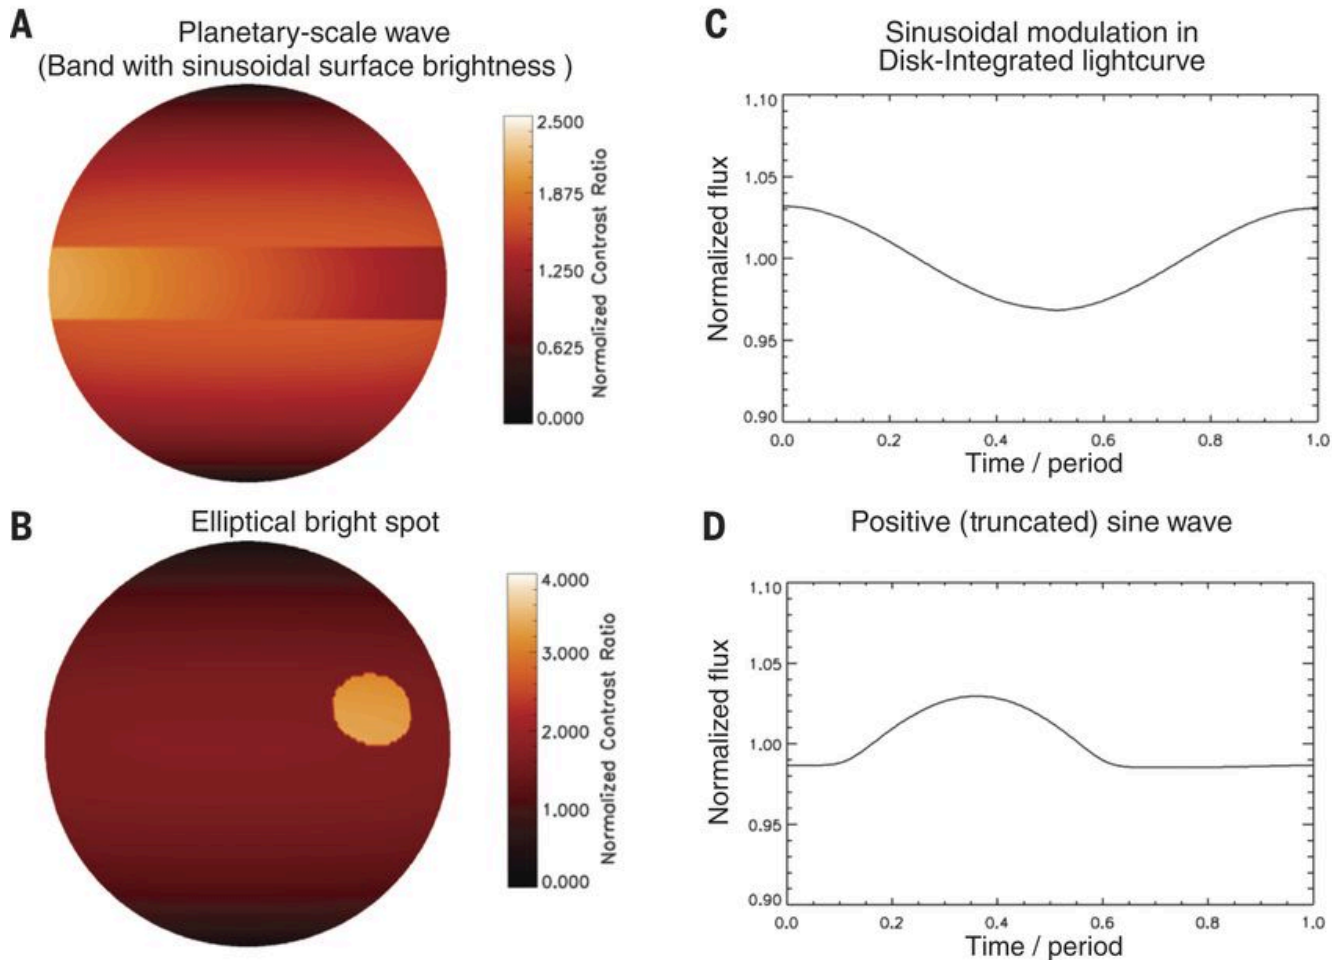 A
Planetary-scale wave
(Band with sinusoidal surface brightness )
2.500
1.875
1.250
0.625
0.000
Normalized Contrast Ratio
B
Elliptical bright spot
4.000
3.000
2.000
1.000
0.000
Normalized Contrast Ratio
C
Sinusoidal modulation in
Disk-Integrated lightcurve
Normalized flux
1.10
1.05
1.00
0.95
0.90
0.0 0.2 0.4 0.6 0.8 1.0
Time / period
D
Positive (truncated) sine wave
Normalized flux
1.10
1.05
1.00
0.95
0.90
0.0 0.2 0.4 0.6 0.8 1.0
Time / period